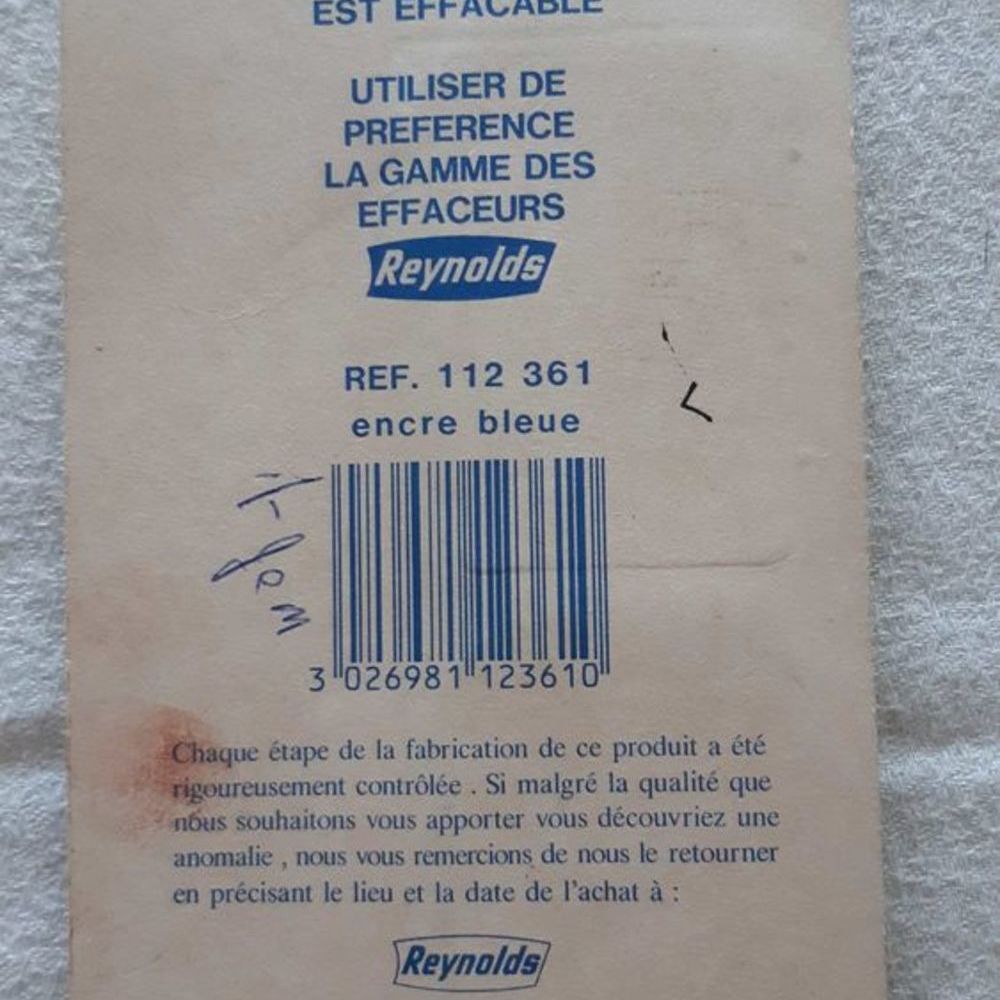 EST EFFACABLE
UTILISER DE
PREFERENCE
LA GAMME DES
EFFACEURS
Reynolds
REF. 112 361
encre bleue
3 026981 123610
Chaque étape de la fabrication de ce produit a été
rigoureusement contrôlée . Si malgré la qualité que
nous souhaitons vous apporter vous découvriez une
anomalie , nous vous remercions de nous le retourner
en précisant le lieu et la date de l'achat à :
Reynolds